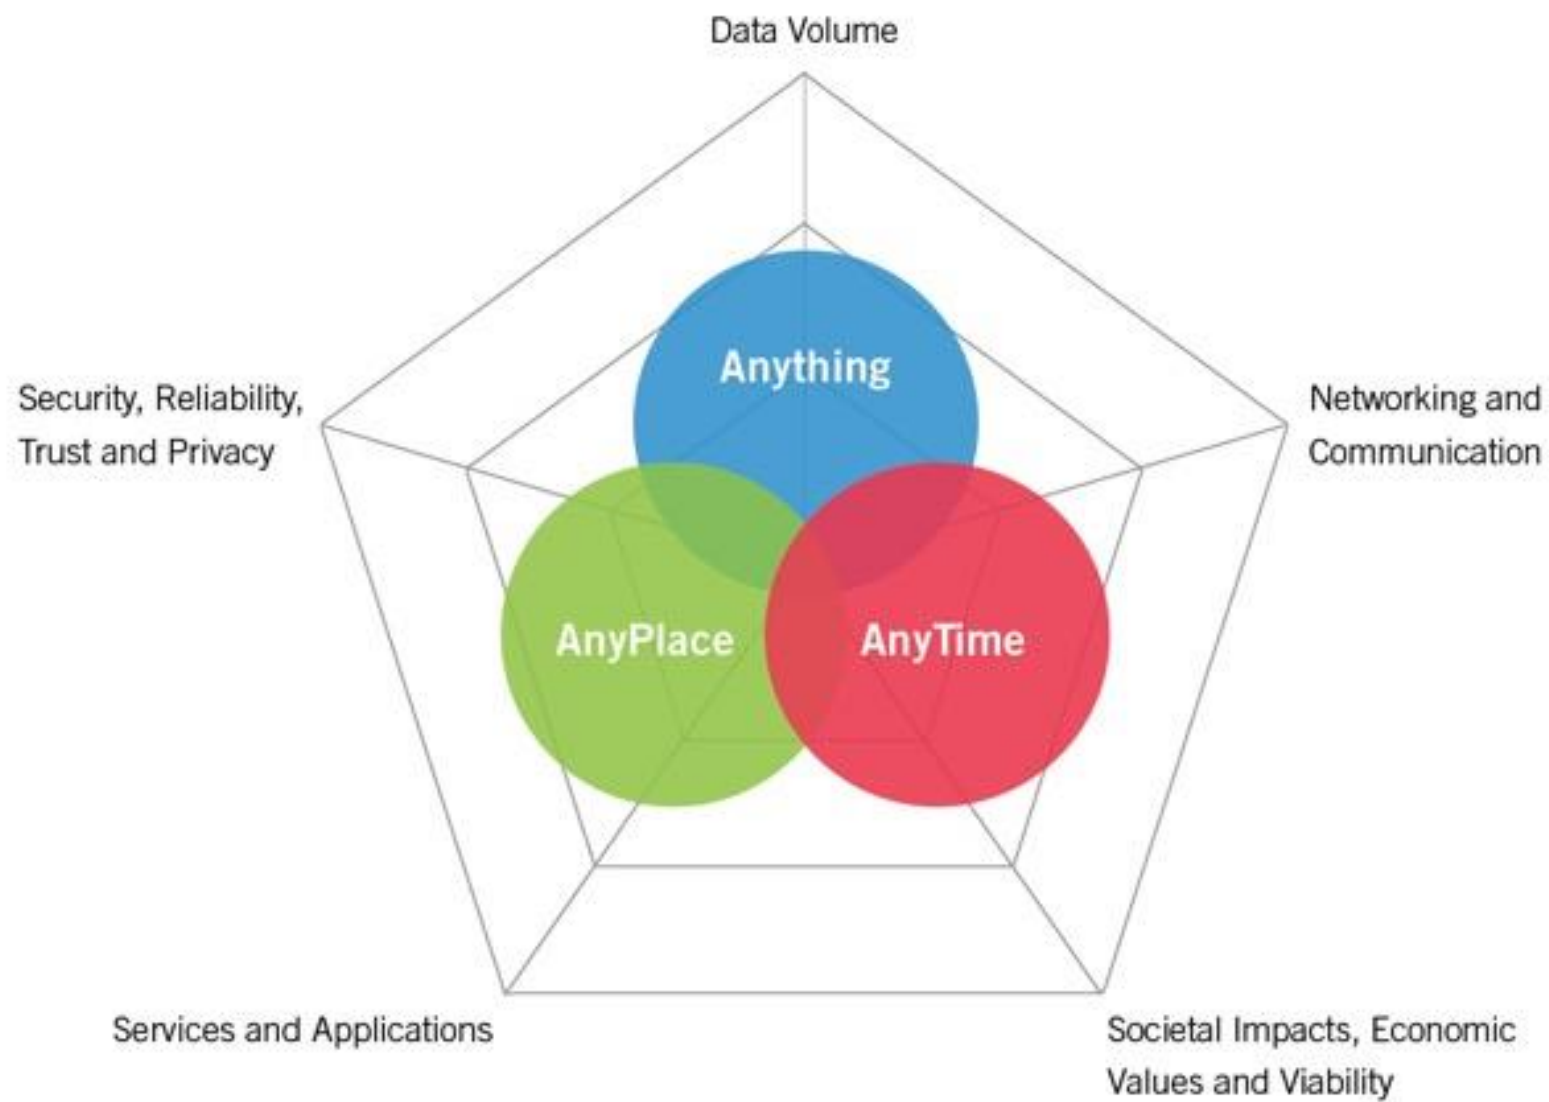 Data Volume
Anything
Security, Reliability,
Trust and Privacy
Networking and
Communication
AnyPlace
AnyTime
Services and Applications
Societal Impacts, Economic
Values and Viability